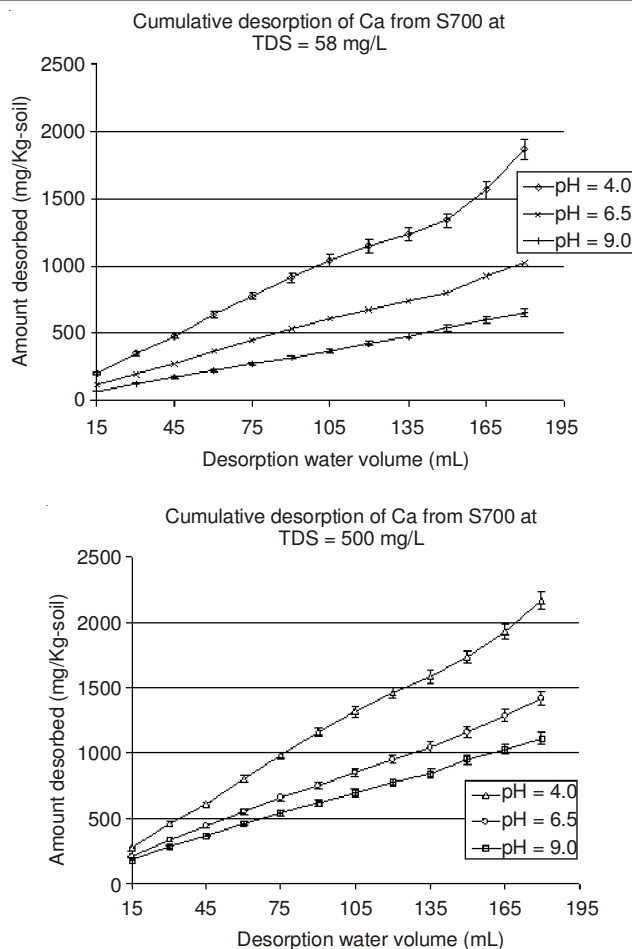 Cumulative desorption of Ca from S700 at
TDS = 58 mg/L
Amount desorbed (mg/Kg-soil)
2500
2000
1500
1000
500
0
pH = 4.0
pH = 6.5
pH = 9.0
15 45 75 105 135 165 195
Desorption water volume (mL)
Cumulative desorption of Ca from S700 at
TDS = 500 mg/L
Amount desorbed (mg/Kg-soil)
2500
2000
1500
1000
500
0
pH = 4.0
pH = 6.5
pH = 9.0
15 45 75 105 135 165 195
Desorption water volume (mL)